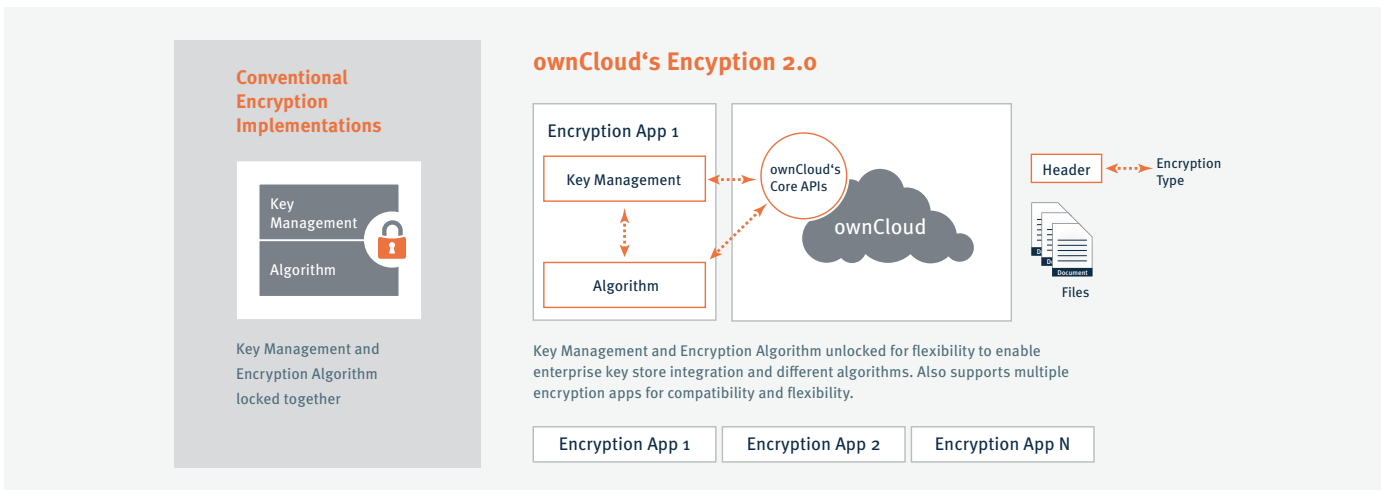 Conventional
Encryption
Implementations
Key
Management
Algorithm
Key Management and
Encryption Algorithm
locked together
ownCloud‘s Encyption 2.0
Encryption App 1
Key Management
Algorithm
ownCloud‘s
Core APIs
ownCloud
Header
Encryption
Type
Document
Files
Key Management and Encryption Algorithm unlocked for flexibility to enable
enterprise key store integration and different algorithms. Also supports multiple
encryption apps for compatibility and flexibility.
Encryption App 1
Encryption App 2
Encryption App N